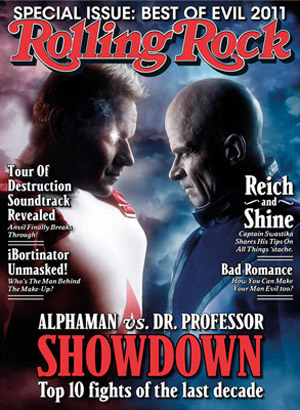 SPECIAL ISSUE: BEST OF EVIL 2011
Rolling Rock
Tour Of
Destruction
Soundtrack
Revealed
Anvil Finally Breaks
Through!
iBortinator
Unmasked!
Who's The Man Behind
The Make-Up?
Reich
and
Shine
Captain Swastika
Shares His Tips On
All Things 'stache.
Bad Romance
How You Can Make
Your Man Evil too?
ALPHAMAN vs. DR. PROFESSOR
SHOWDOWN
Top 10 fights of the last decade